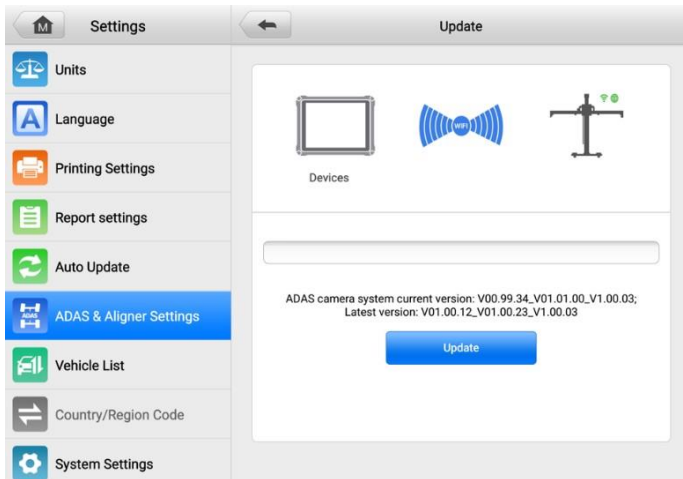 M
Settings
Update
Units
A
Language
Printing Settings
Report settings
Auto Update
ADAS
ADAS & Aligner Settings
Vehicle List
Country/Region Code
System Settings
WIFI
Devices
ADAS camera system current version: V00.99.34_V01.01.00_V1.00.03;
Latest version: V01.00.12_V01.00.23_V1.00.03
Update